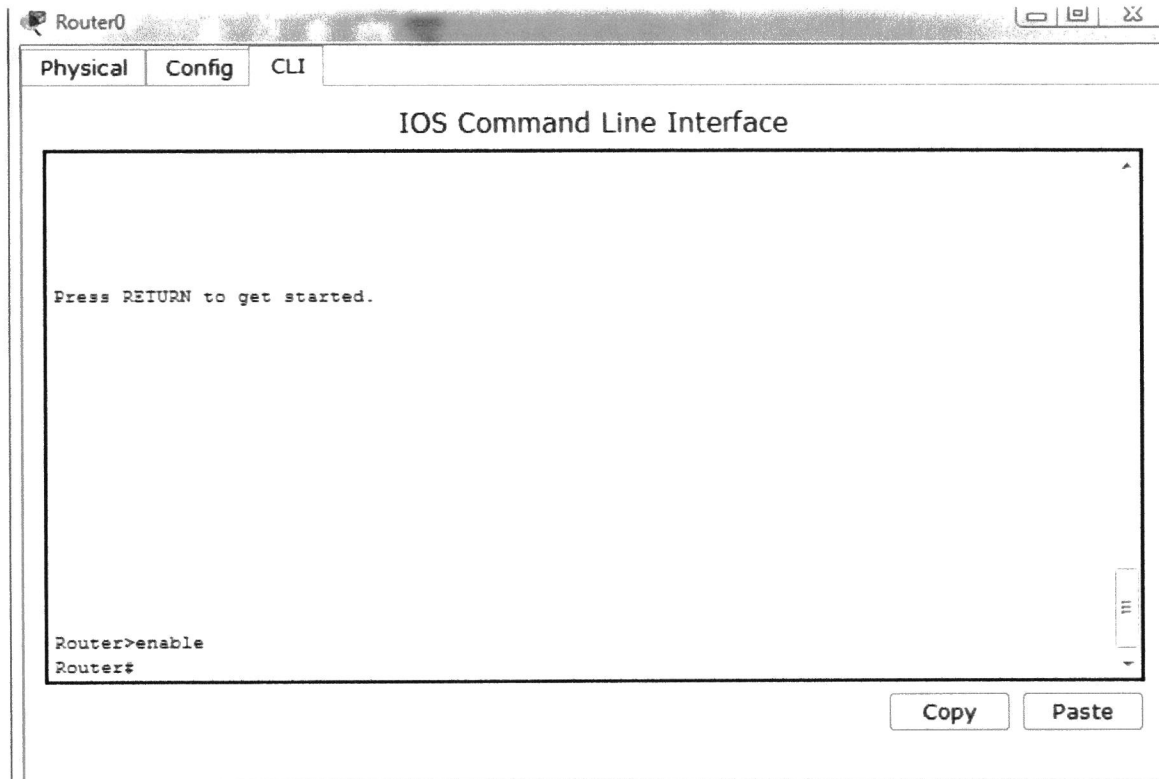 Router0
Physical Config CLI
IOS Command Line Interface
Press RETURN to get started.
Router>enable
Router#
Copy Paste